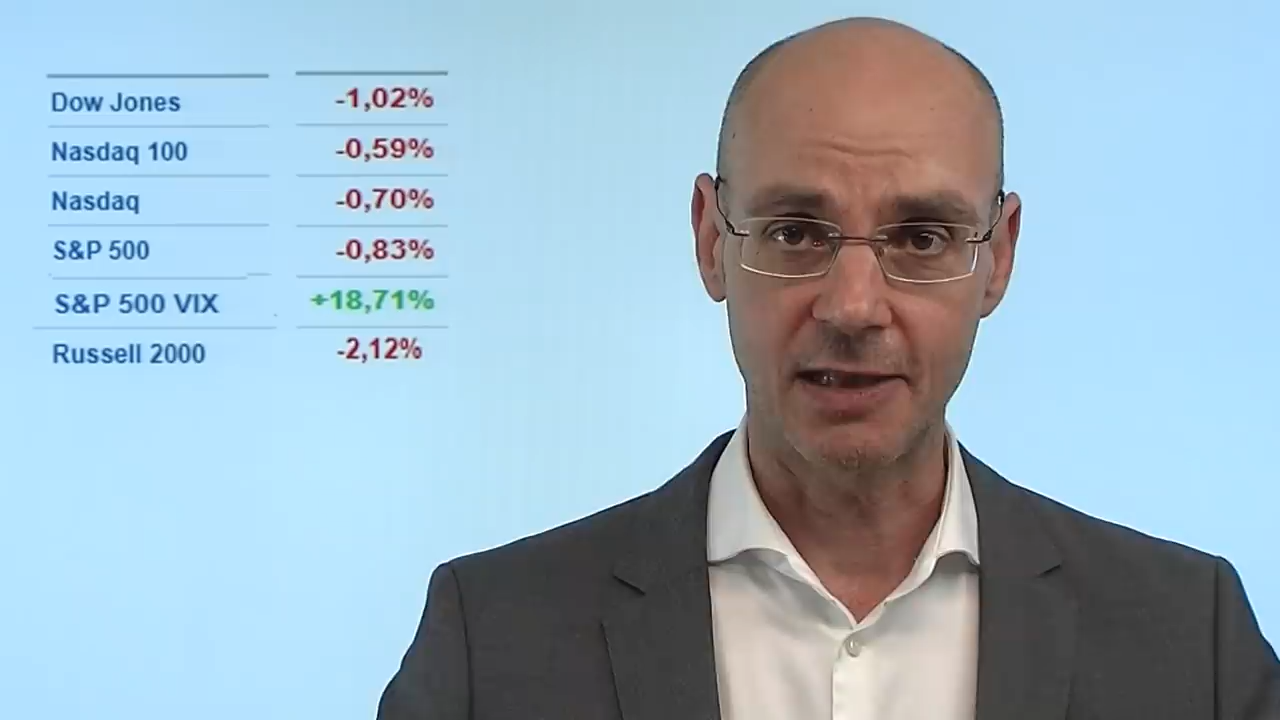 Dow Jones -1,02%
Nasdaq 100 -0,59%
Nasdaq -0,70%
S&P 500 -0,83%
S&P 500 VIX +18,71%
Russell 2000 -2,12%